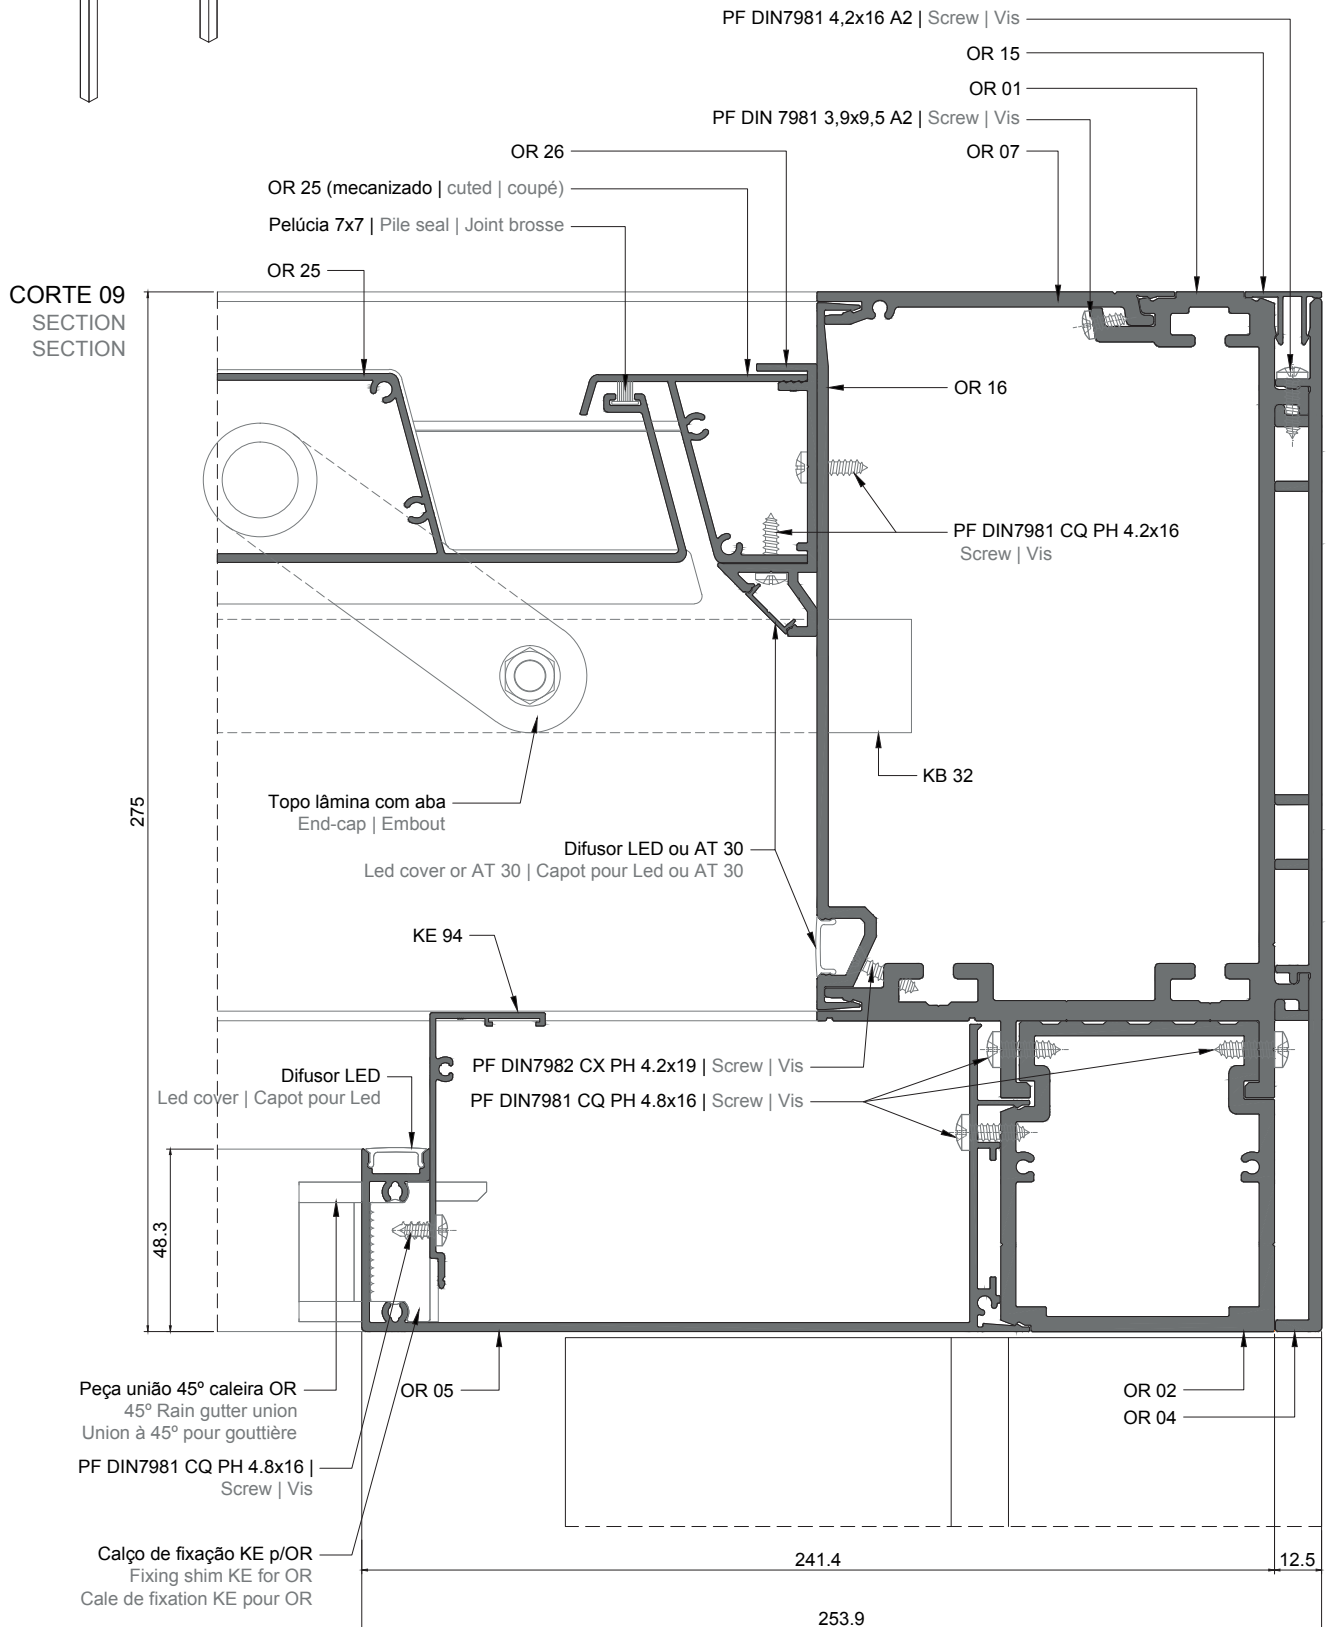 PF DIN7981 4,2x16 A2 | Screw | Vis
OR 15
OR 01
PF DIN 7981 3,9x9,5 A2 | Screw | Vis
OR 26
OR 07
OR 25 (mecanizado | cuted | coupé)
Pelúcia 7x7 | Pile seal | Joint brosse
OR 25
CORTE 09
SECTION
SECTION
OR 16
PF DIN7981 CQ PH 4.2x16
Screw | Vis
KB 32
275
Topo lâmina com aba
End-cap | Embout
Difusor LED ou AT 30
Led cover or AT 30 | Capot pour Led ou AT 30
KE 94
PF DIN7982 CX PH 4.2x19 | Screw | Vis
Difusor LED
Led cover | Capot pour Led
PF DIN7981 CQ PH 4.8x16 | Screw | Vis
48.3
Peça união 45º caleira OR
45º Rain gutter union
Union à 45º pour gouttière
OR 05
OR 02
OR 04
PF DIN7981 CQ PH 4.8x16 |
Screw | Vis
Calço de fixação KE p/OR
Fixing shim KE for OR
Cale de fixation KE pour OR
241.4
12.5
253.9